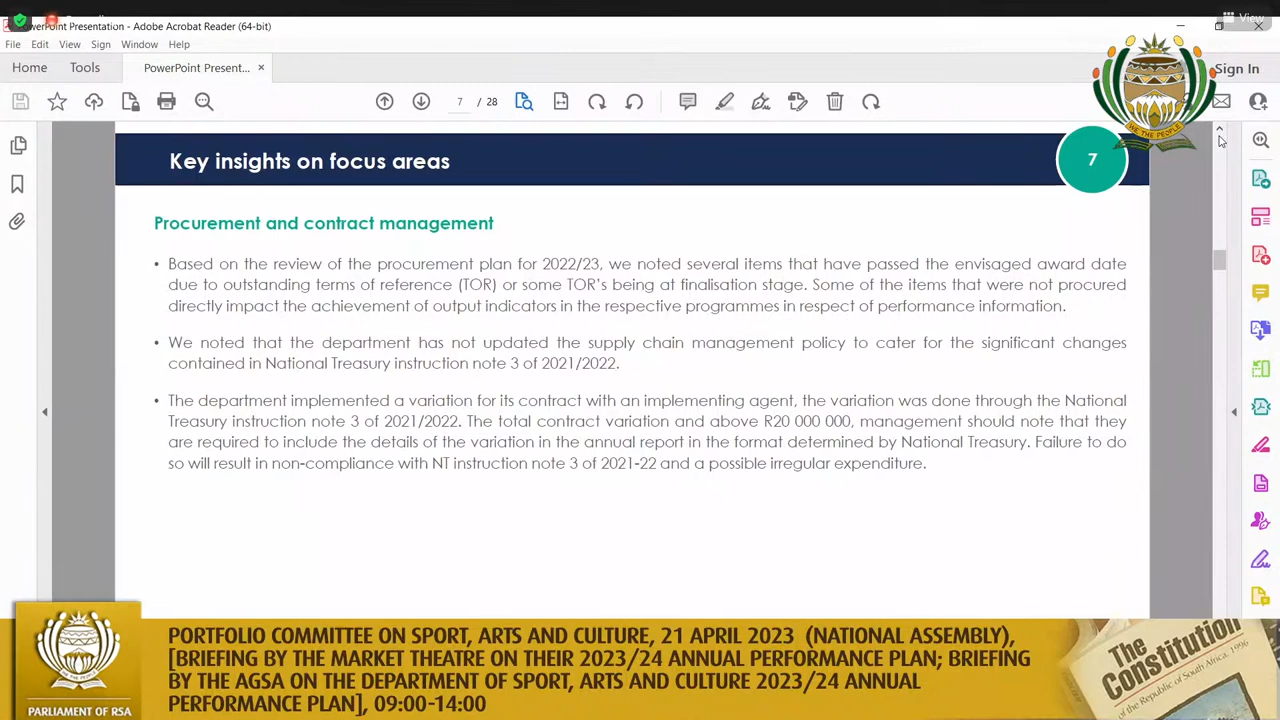 PowerPoint Presentation - Adobe Acrobat Reader (64-bit)
View
File Edit View Sign Window Help
Home Tools PowerPoint Present... × Sign In
7 / 28
WE, THE PEOPLE
Key insights on focus areas
7
Procurement and contract management
• Based on the review of the procurement plan for 2022/23, we noted several items that have passed the envisaged award date
due to outstanding terms of reference (TOR) or some TOR's being at finalisation stage. Some of the items that were not procured
directly impact the achievement of output indicators in the respective programmes in respect of performance information.
• We noted that the department has not updated the supply chain management policy to cater for the significant changes
contained in National Treasury instruction note 3 of 2021/2022.
• The department implemented a variation for its contract with an implementing agent, the variation was done through the National
Treasury instruction note 3 of 2021/2022. The total contract variation and above R20 000 000, management should note that they
are required to include the details of the variation in the annual report in the format determined by National Treasury. Failure to do
so will result in non-compliance with NT instruction note 3 of 2021-22 and a possible irregular expenditure.
PARLIAMENT OF RSA
PORTFOLIO COMMITTEE ON SPORT, ARTS AND CULTURE, 21 APRIL 2023 (NATIONAL ASSEMBLY),
[BRIEFING BY THE MARKET THEATRE ON THEIR 2023/24 ANNUAL PERFORMANCE PLAN; BRIEFING
BY THE AGSA ON THE DEPARTMENT OF SPORT, ARTS AND CULTURE 2023/24 ANNUAL
PERFORMANCE PLAN], 09:00-14:00
The
Constitution
of the Republic of South Africa, 1996